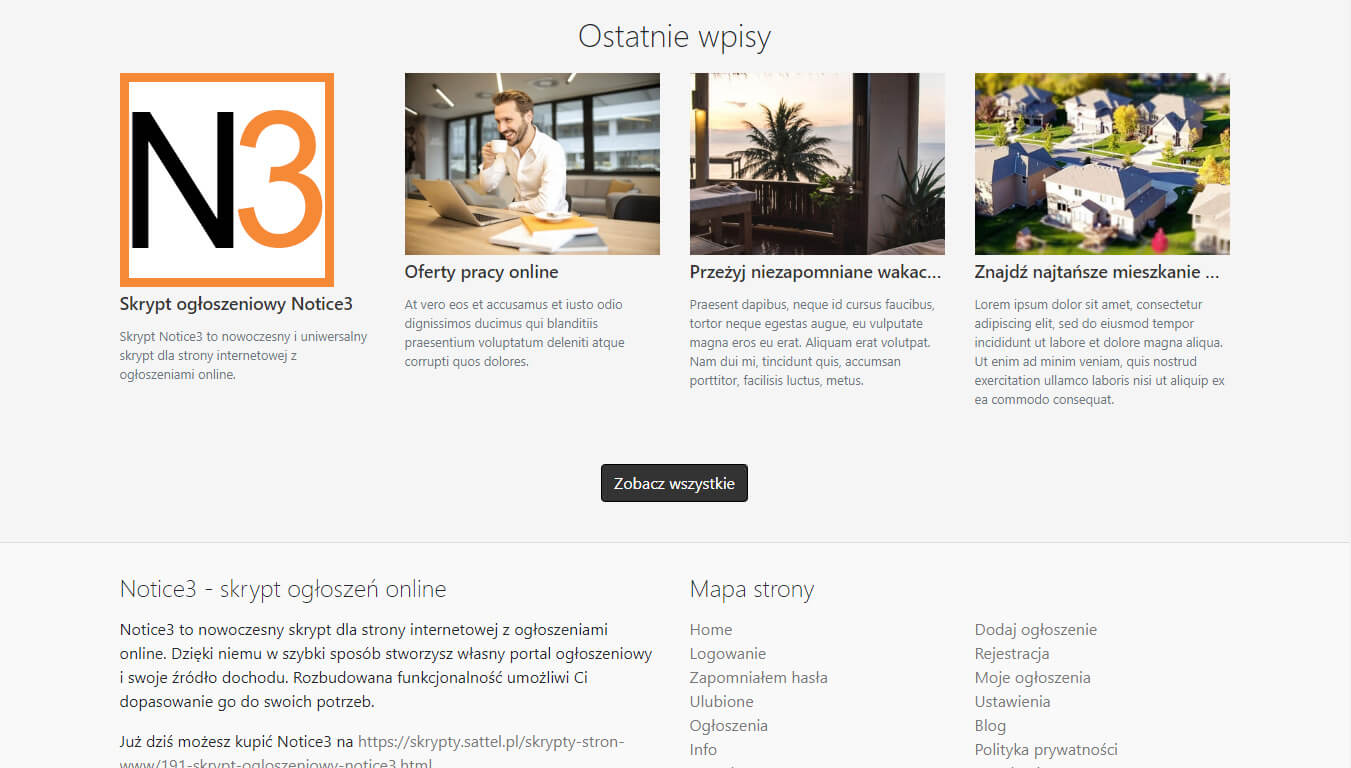 Ostatnie wpisy
N3
Skrypt ogłoszeniowy Notice3
Skrypt Notice3 to nowoczesny i uniwersalny
skrypt dla strony internetowej z
ogłoszeniami online.
Oferty pracy online
At vero eos et accusamus et iusto odio
dignissimos ducimus qui blanditiis
praesentium voluptatum deleniti atque
corrupti quos dolores.
Przeżyj niezapomniane wakac...
Praesent dapibus, neque id cursus faucibus,
tortor neque egestas augue, eu vulputate
magna eros eu erat. Aliquam erat volutpat.
Nam dui mi, tincidunt quis, accumsan
porttitor, facilisis luctus, metus.
Znajdź najtańsze mieszkanie ...
Lorem ipsum dolor sit amet, consectetur
adipiscing elit, sed do eiusmod tempor
incididunt ut labore et dolore magna aliqua.
Ut enim ad minim veniam, quis nostrud
exercitation ullamco laboris nisi ut aliquip ex
ea commodo consequat.
Zobacz wszystkie
Notice3 - skrypt ogłoszeń online
Notice3 to nowoczesny skrypt dla strony internetowej z ogłoszeniami
online. Dzięki niemu w szybki sposób stworzysz własny portal ogłoszeniowy
i swoje źródło dochodu. Rozbudowana funkcjonalność umożliwi Ci
dopasowanie go do swoich potrzeb.
Już dziś możesz kupić Notice3 na https://skrypty.sattel.pl/skrypty-stron-
www/191-skrypt-ogloszeniowy-notice3.html
Mapa strony
Home
Logowanie
Zapomniałem hasła
Ulubione
Ogłoszenia
Info
Dodaj ogłoszenie
Rejestracja
Moje ogłoszenia
Ustawienia
Blog
Polityka prywatności